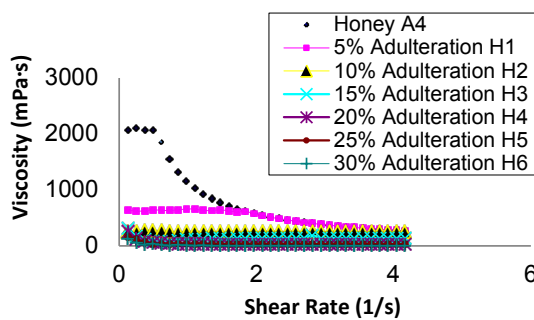 Honey A4
5% Adulteration H1
10% Adulteration H2
15% Adulteration H3
20% Adulteration H4
25% Adulteration H5
30% Adulteration H6
Viscosity (mPa·s)
3000
2000
1000
0
0 2 4 6
Shear Rate (1/s)